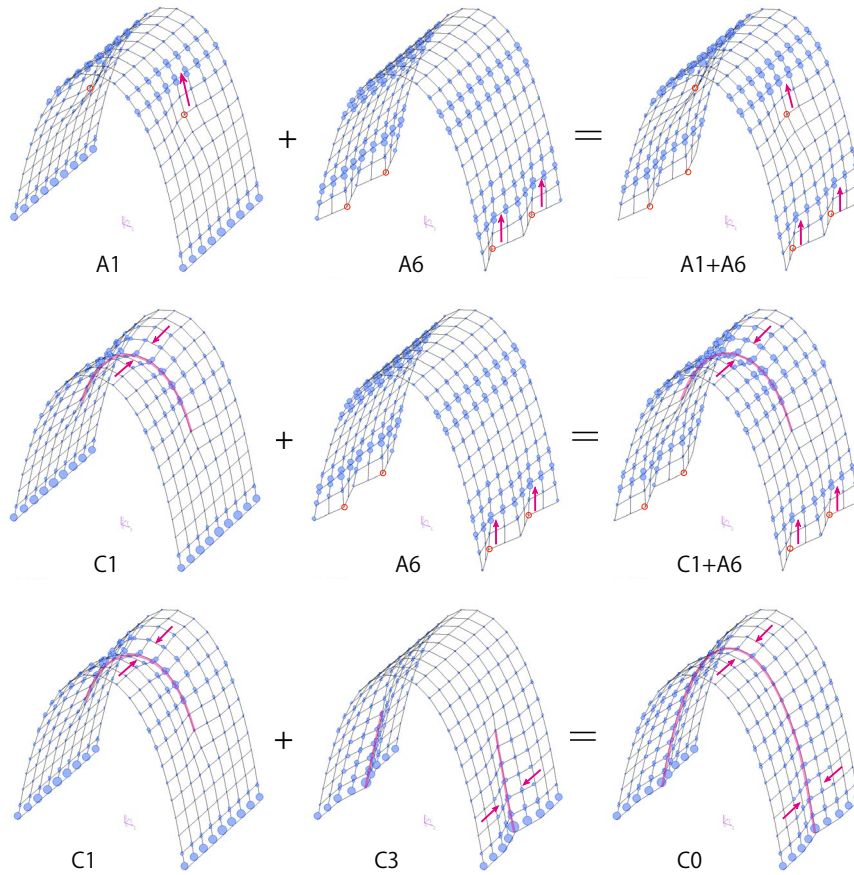 + =
A1 A6 A1+A6
+ =
C1 A6 C1+A6
+ =
C1 C3 C0